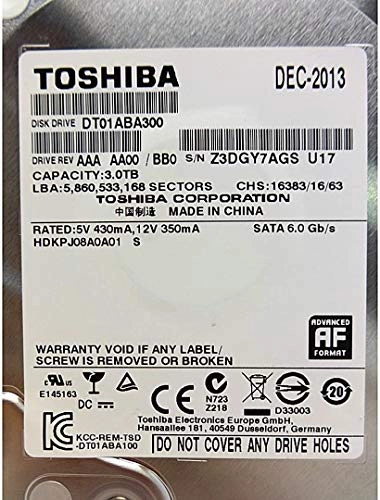 TOSHIBA DEC-2013
DISK DRIVE DT01ABA300
DRIVE REV AAA AA00 / BB0 S/N Z3DGY7AGS U17
CAPACITY:3.0TB
LBA:5,860,533,168 SECTORS CHS:16383/16/63
TOSHIBA CORPORATION
中国制造 MADE IN CHINA
RATED:5V 430mA,12V 350mA SATA 6.0 Gb/s
HDKPJ08A0A01 S
ADVANCED
AF
FORMAT
WARRANTY VOID IF ANY LABEL/
SCREW IS REMOVED OR BROKEN
c RU US
E145163
DC
N723
Z218
D33003
20
Toshiba Electronics Europe GmbH,
Hansaallee 181, 40549 Dusseldorf, Germany
KCC-REM-TSD
-DT01ABA100
DO NOT COVER ANY DRIVE HOLES